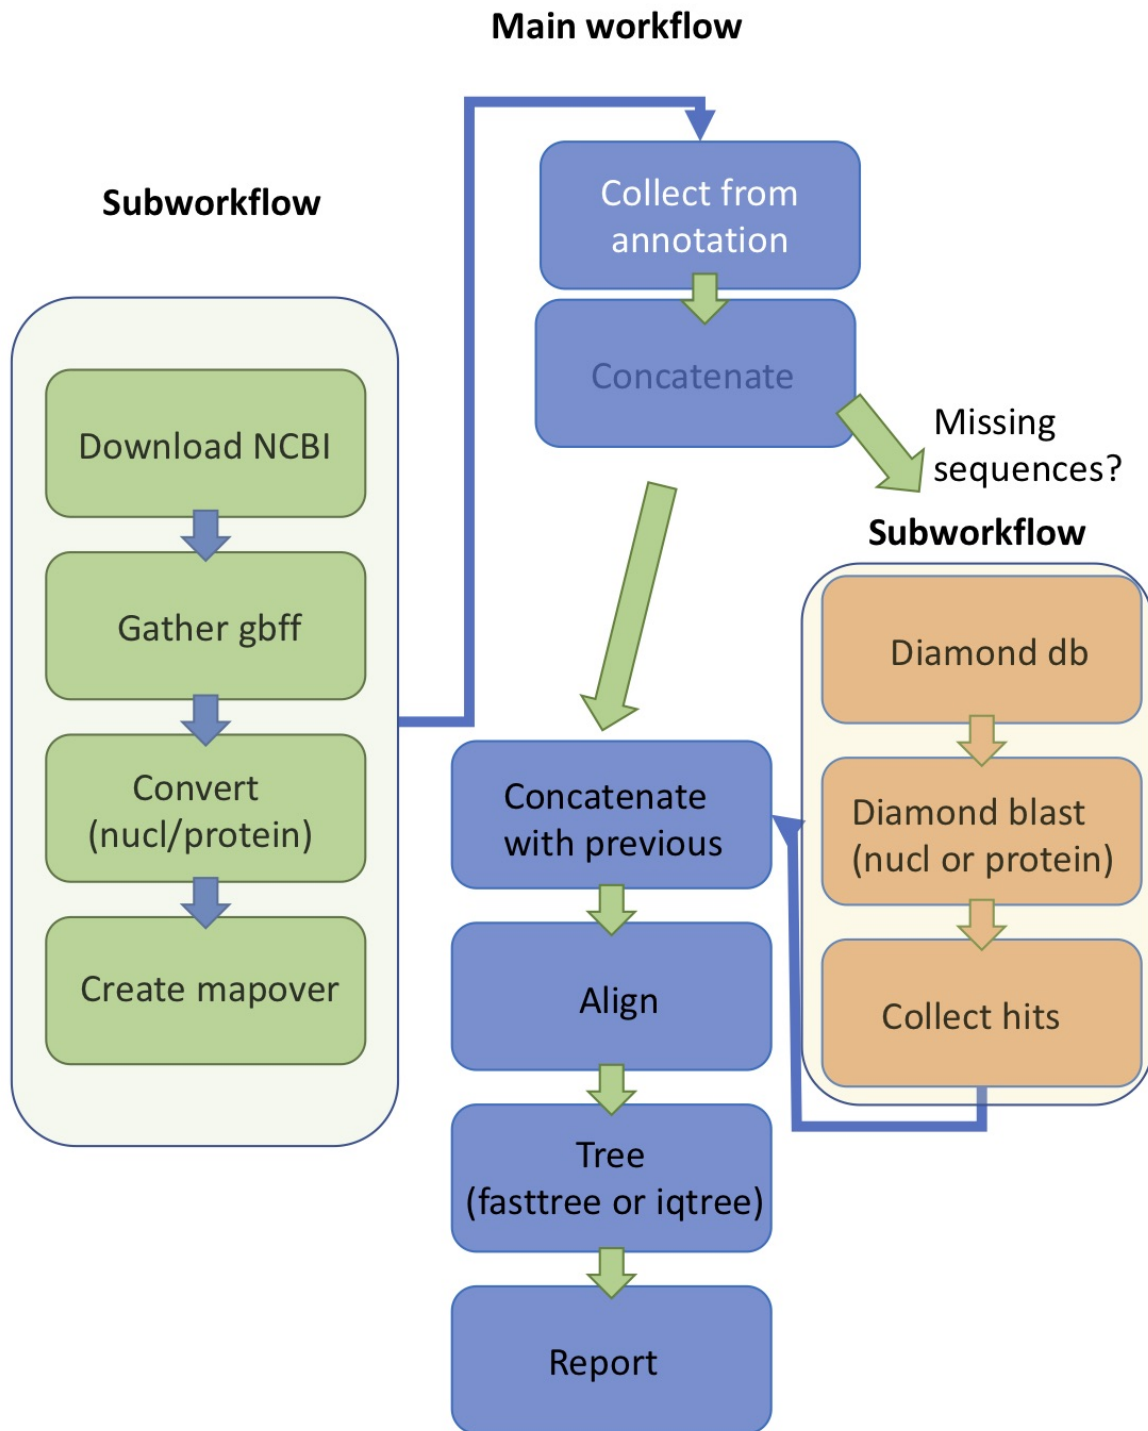 Main workflow
Subworkflow
Download NCBI
Gather gbff
Convert
(nucl/protein)
Create mapover
Collect from
annotation
Concatenate
Missing
sequences?
Subworkflow
Diamond db
Diamond blast
(nucl or protein)
Collect hits
Concatenate
with previous
Align
Tree
(fasttree or iqtree)
Report